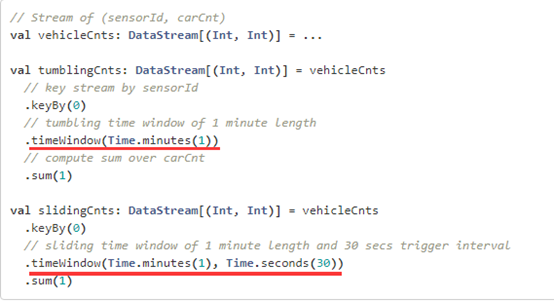 // Stream of (sensorId, carCnt)
val vehicleCnts: DataStream[(Int, Int)] = ...
val tumblingCnts: DataStream[(Int, Int)] = vehicleCnts
// key stream by sensorId
.keyBy(0)
// tumbling time window of 1 minute length
.timeWindow(Time.minutes(1))
// compute sum over carCnt
.sum(1)
val slidingCnts: DataStream[(Int, Int)] = vehicleCnts
.keyBy(0)
// sliding time window of 1 minute length and 30 secs trigger interval
.timeWindow(Time.minutes(1), Time.seconds(30))
.sum(1)